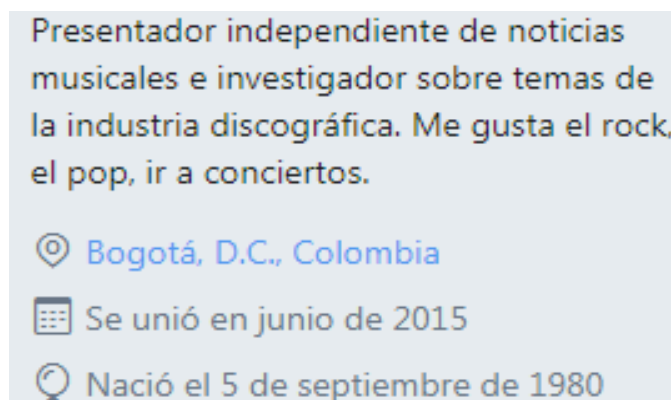 Presentador independiente de noticias
musicales e investigador sobre temas de
la industria discográfica. Me gusta el rock,
el pop, ir a conciertos.
Bogotá, D.C., Colombia
Se unió en junio de 2015
Nació el 5 de septiembre de 1980